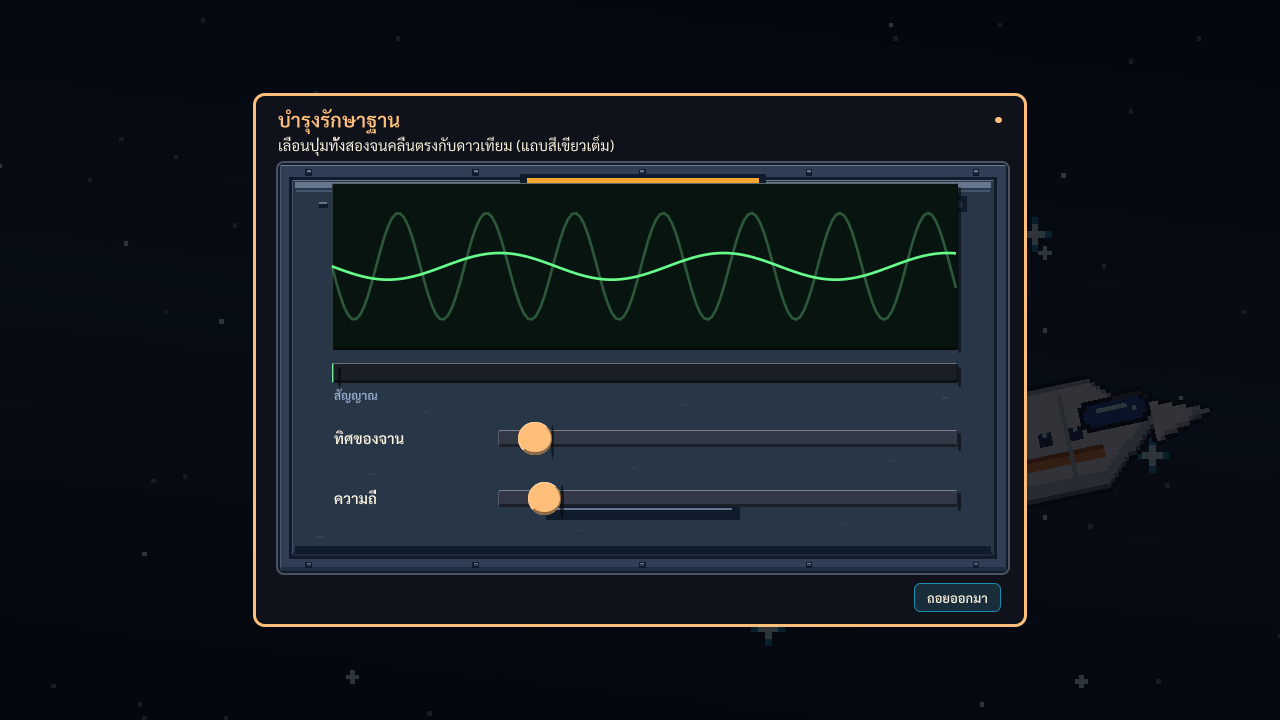 บำรุงรักษาฐาน
เลื่อนปุ่มทั้งสองจนคลื่นตรงกับดาวเทียม (แถบสีเขียวเต็ม)
สัญญาณ
ทิศของจาน
ความถี่
ถอยออกมา